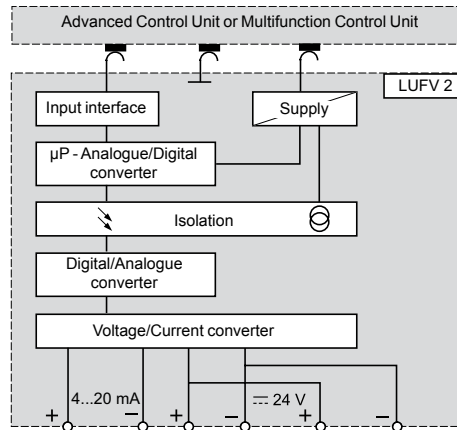 Advanced Control Unit or Multifunction Control Unit
LUFV 2
Input interface
Supply
µP - Analogue/Digital
converter
Isolation
Digital/Analogue
converter
Voltage/Current converter
4...20 mA
24 V
+ – + – + –